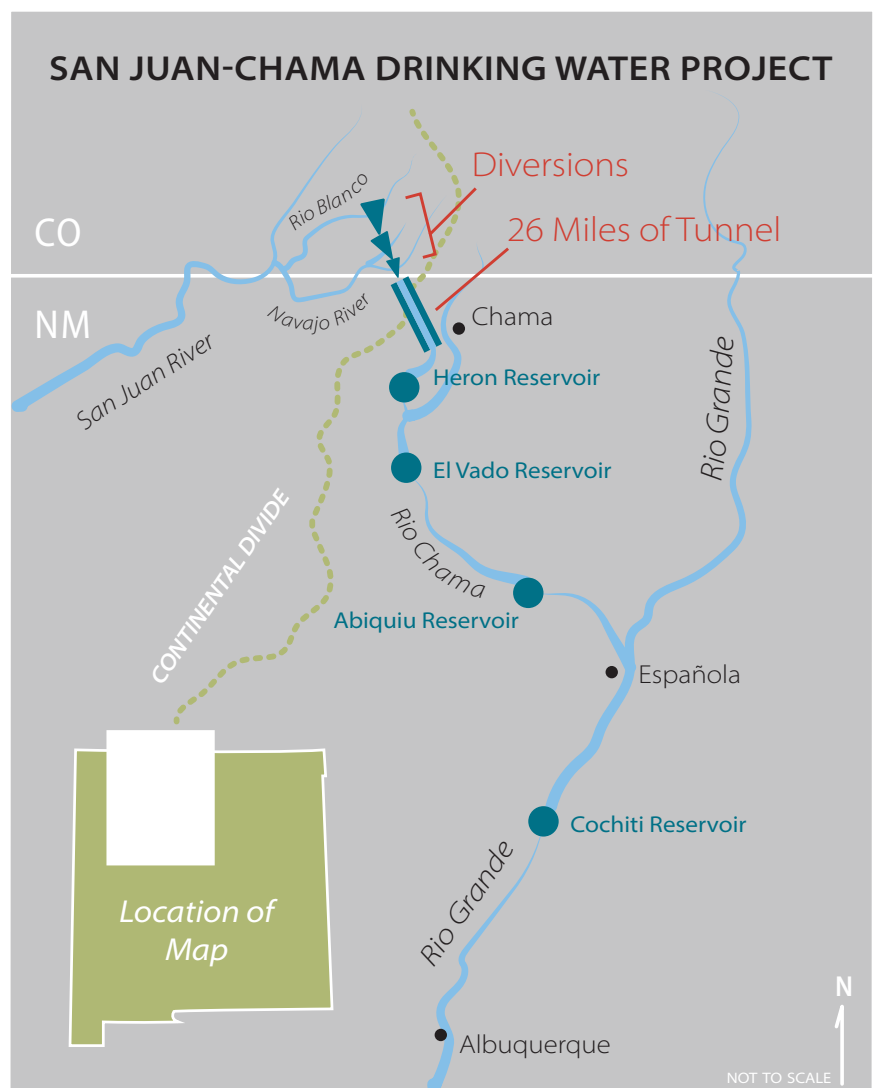 SAN JUAN-CHAMA DRINKING WATER PROJECT
Diversions
Rio Blanco
CO
26 Miles of Tunnel
NM
Navajo River
Chama
San Juan River
Heron Reservoir
Rio Grande
El Vado Reservoir
CONTINENTAL DIVIDE
Rio Chama
Abiquiu Reservoir
Española
Cochiti Reservoir
Location of
Map
Rio Grande
N
Albuquerque
NOT TO SCALE